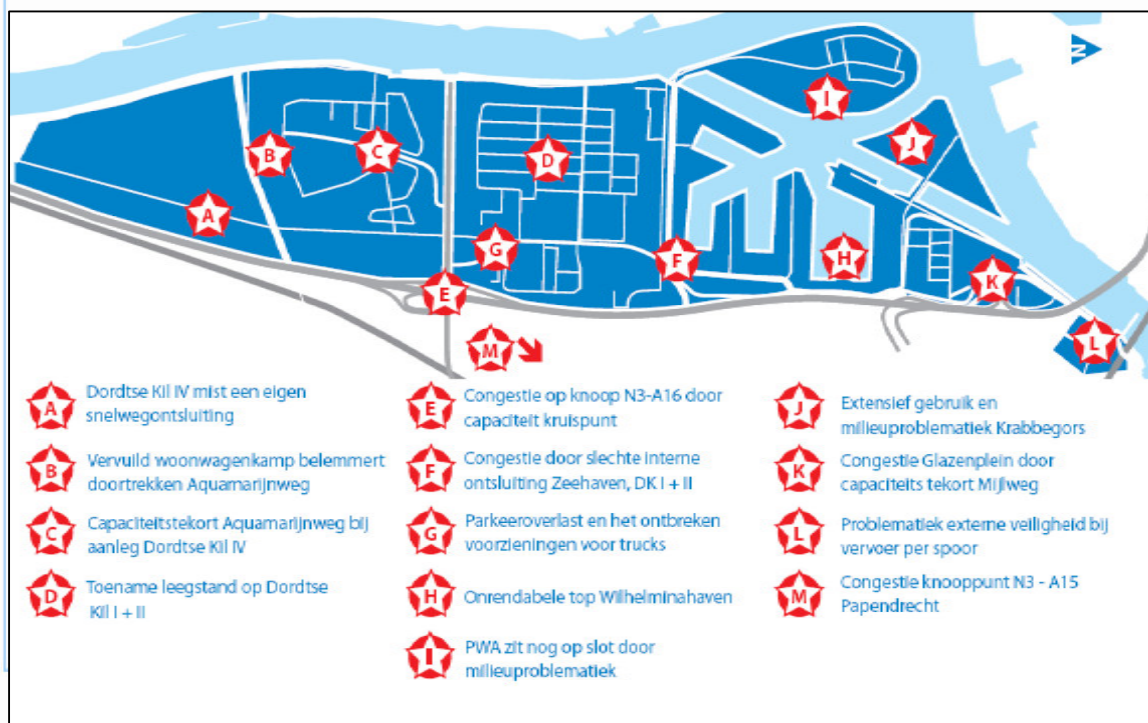 N
I
J
B
C
D
A
G
F
H
E
K
M
L
A
Dordtse Kil IV mist een eigen
snelwegontsluiting
B
Vervuild woonwagenkamp belemmert
doortrekken Aquamarijnweg
C
Capaciteitstekort Aquamarijnweg bij
aanleg Dordtse Kil IV
D
Toename leegstand op Dordtse
Kil I + II
E
Congestie op knoop N3-A16 door
capaciteit kruispunt
F
Congestie door slechte interne
ontsluiting Zeehaven, DK I + II
G
Parkeeroverlast en het ontbreken
voorzieningen voor trucks
H
Onrendabele top Wilhelminahaven
I
PWA zit nog op slot door
milieuproblematiek
J
Extensief gebruik en
milieuproblematiek Krabbegors
K
Congestie Glazenplein door
capaciteits tekort Mijlweg
L
Problematiek externe veiligheid bij
vervoer per spoor
M
Congestie knooppunt N3 - A15
Papendrecht